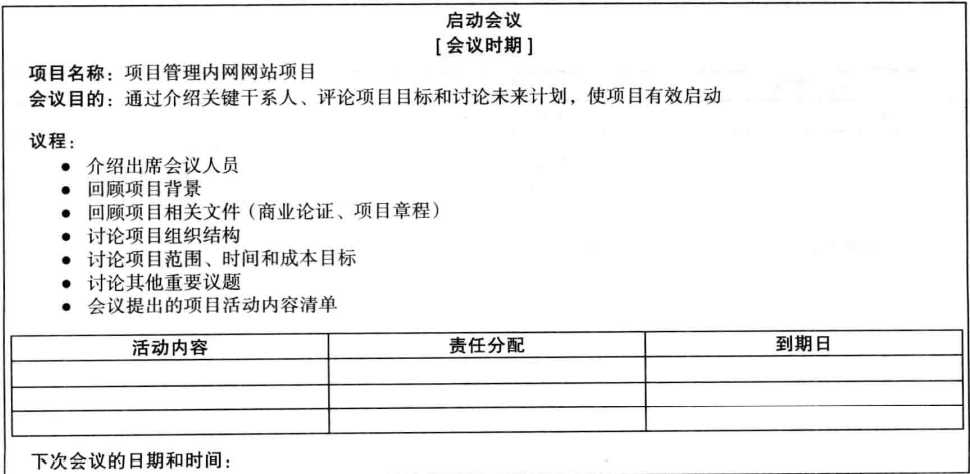 启动会议
[会议时期]
项目名称：项目管理内网网站项目
会议目的：通过介绍关键干系人、评论项目目标和讨论未来计划，使项目有效启动
议程：
● 介绍出席会议人员
● 回顾项目背景
● 回顾项目相关文件（商业论证、项目章程）
● 讨论项目组织结构
● 讨论项目范围、时间和成本目标
● 讨论其他重要议题
● 会议提出的项目活动内容清单
活动内容 责任分配 到期日
下次会议的日期和时间：